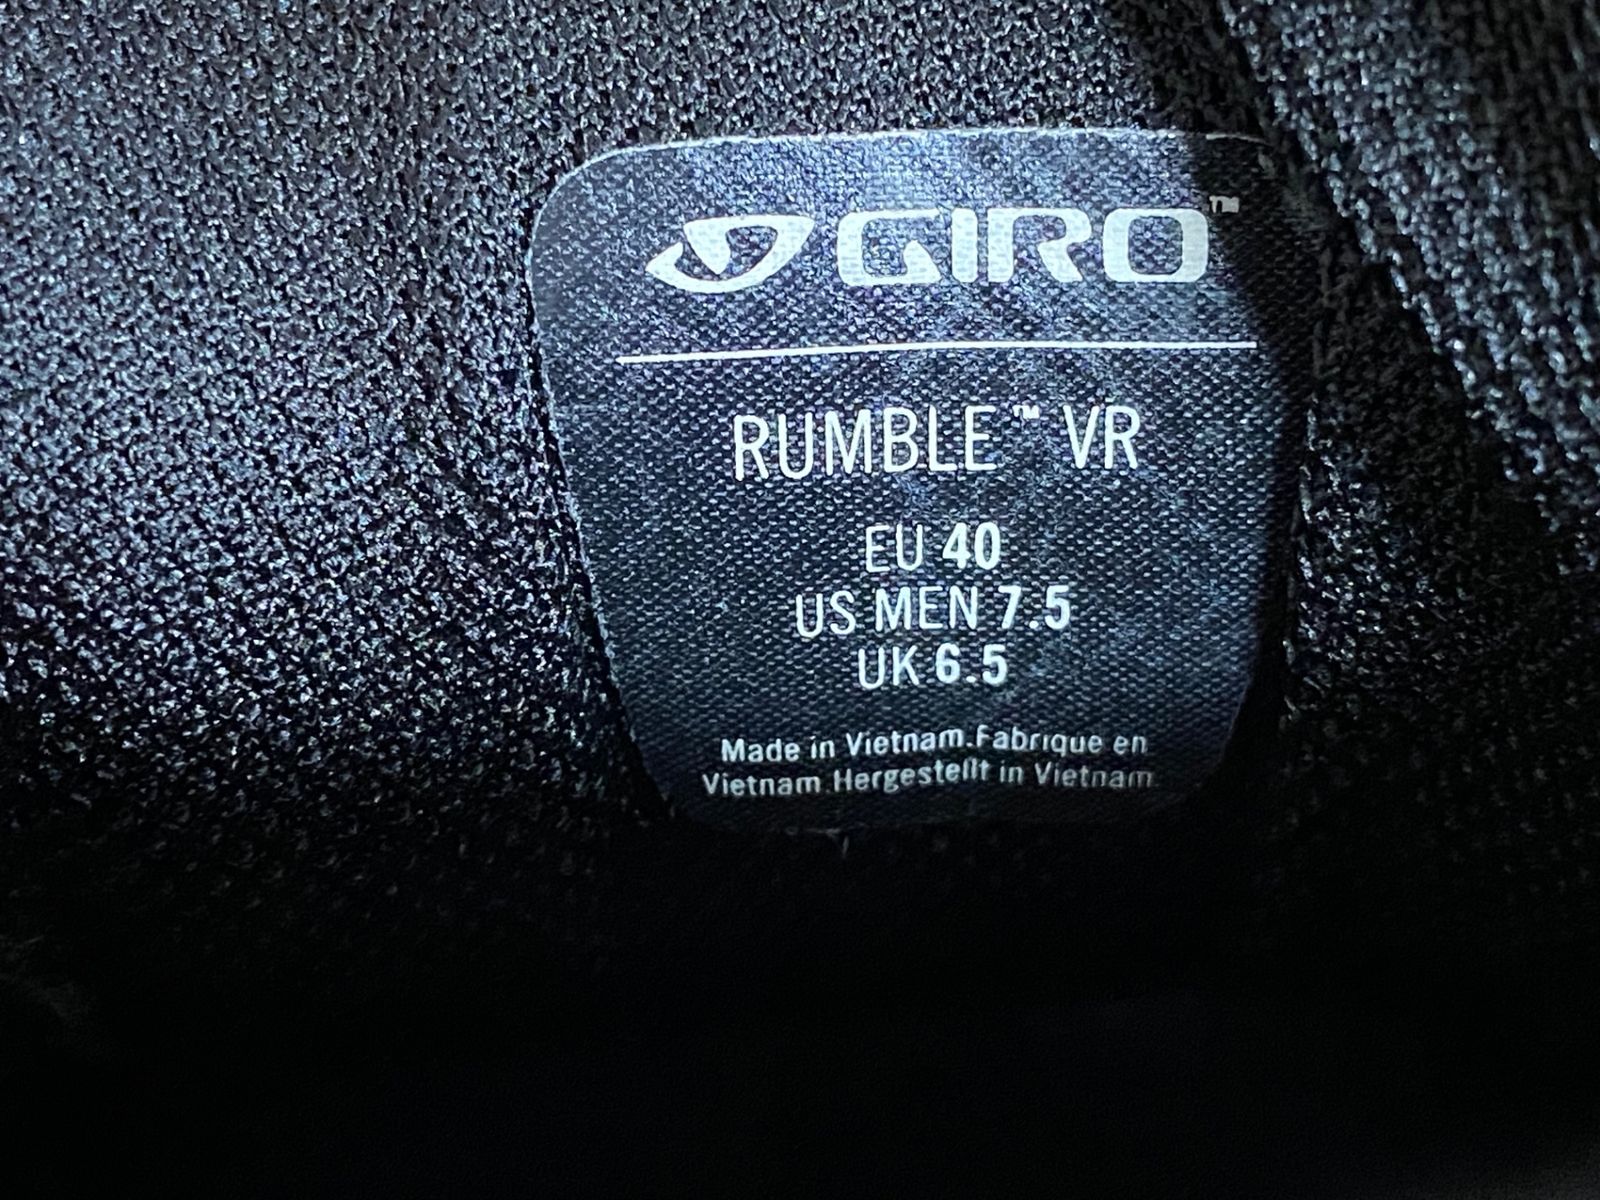 GIRO™
RUMBLE™ VR
EU 40
US MEN 7.5
UK 6.5
Made in Vietnam.Fabrique en
Vietnam Hergestellt in Vietnam